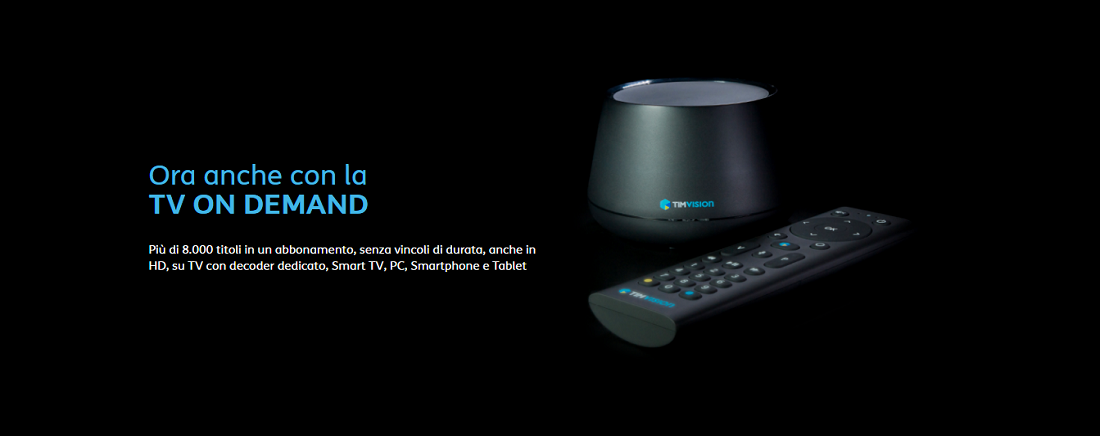 Ora anche con la
TV ON DEMAND
Più di 8.000 titoli in un abbonamento, senza vincoli di durata, anche in
HD, su TV con decoder dedicato, Smart TV, PC, Smartphone e Tablet
TIMVISION
OK
TIMVISION